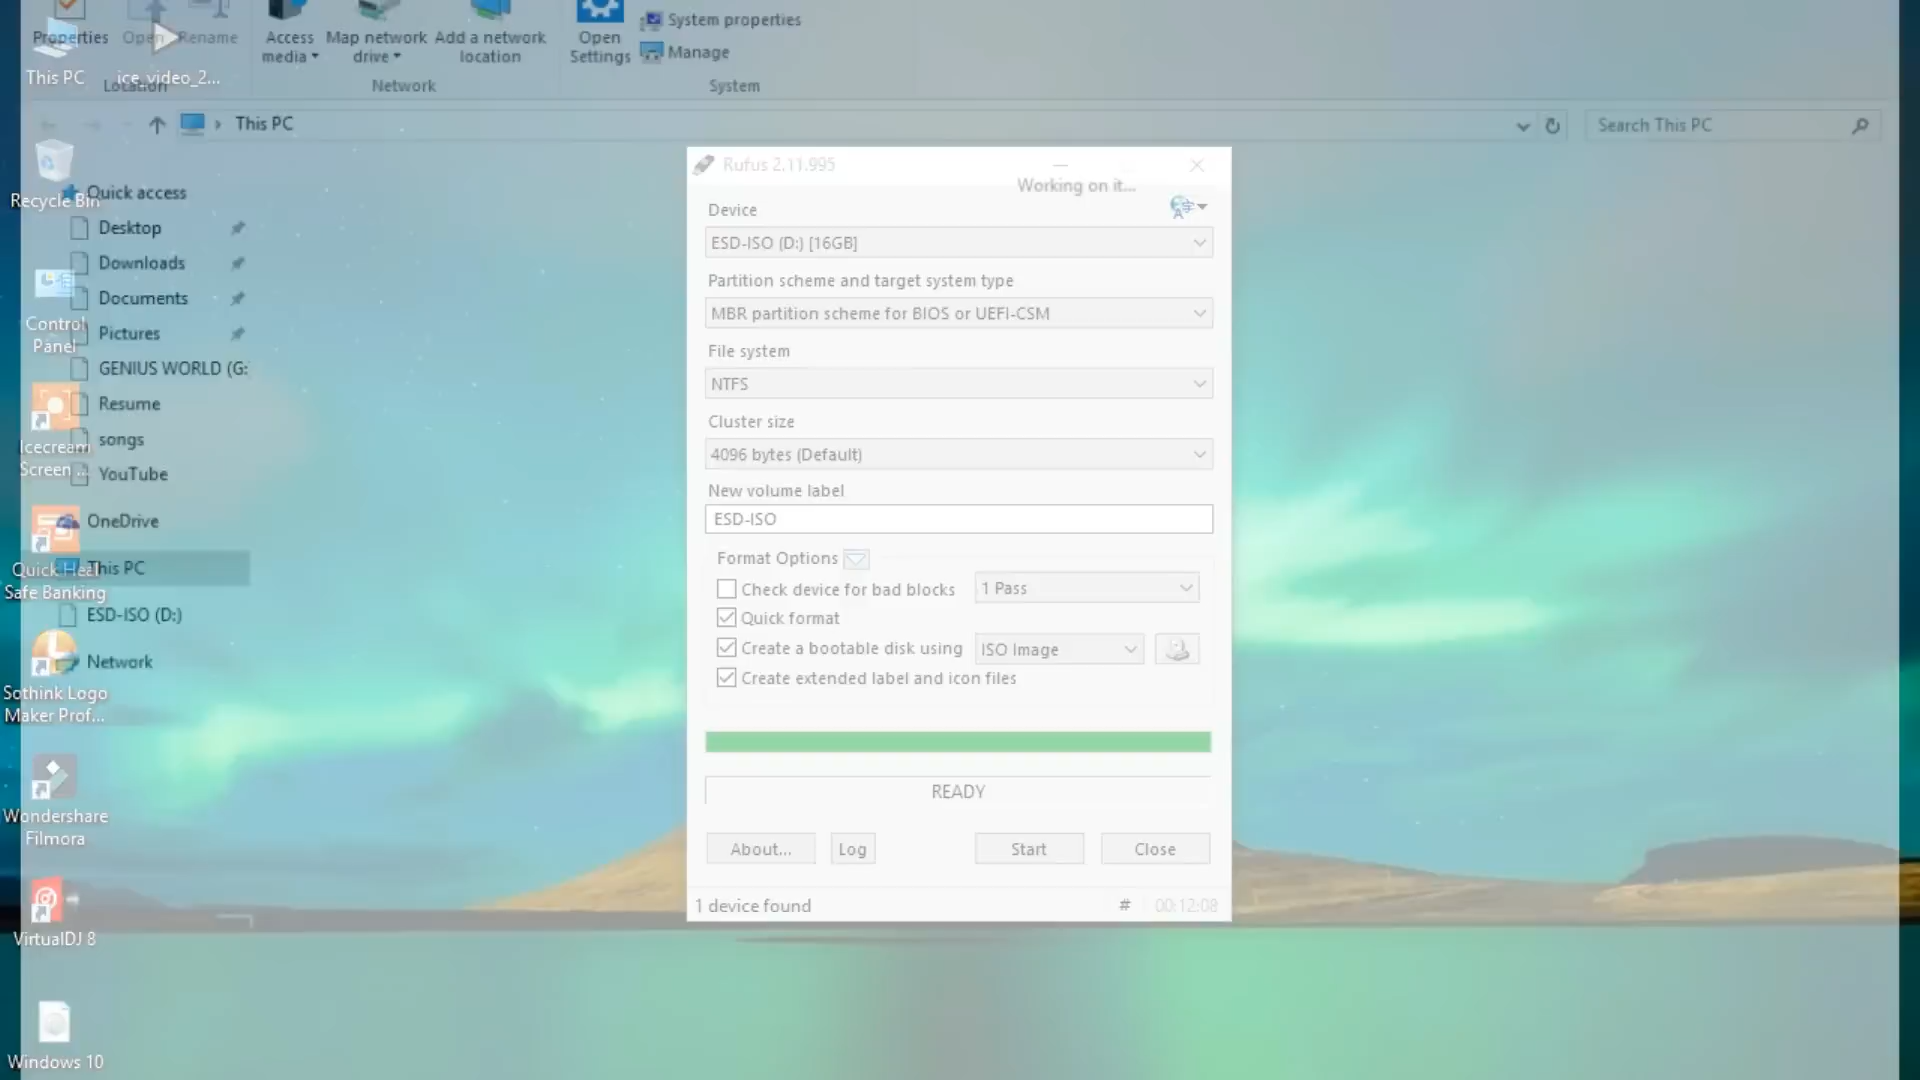 Properties
Open
Rename
Access
media
Map network
drive
Add a network
location
Open
Settings
System properties
Manage
Location
Network
System
This PC
ice_video_2...
This PC
Search This PC
Recycle Bin
Quick access
Desktop
Downloads
Documents
Pictures
GENIUS WORLD (G:
Resume
songs
YouTube
OneDrive
This PC
ESD-ISO (D:)
Network
Control
Panel
Icecream
Screen ...
Quick Heal
Safe Banking
Sothink Logo
Maker Prof...
Wondershare
Filmora
VirtualDJ 8
Windows 10
Rufus 2.11.995
Working on it...
Device
ESD-ISO (D:) [16GB]
Partition scheme and target system type
MBR partition scheme for BIOS or UEFI-CSM
File system
NTFS
Cluster size
4096 bytes (Default)
New volume label
ESD-ISO
Format Options
Check device for bad blocks
1 Pass
Quick format
Create a bootable disk using
ISO Image
Create extended label and icon files
READY
About...
Log
Start
Close
1 device found
#
00:12:08